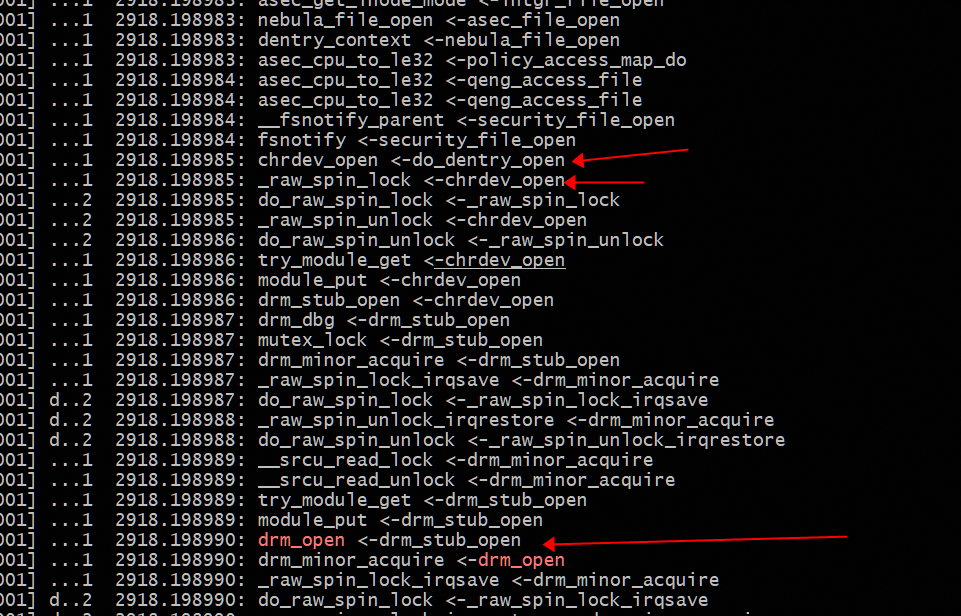 001] ...1 2918.198983: asec_get_inode_mode <-intgr_file_open
001] ...1 2918.198983: nebula_file_open <-asec_file_open
001] ...1 2918.198983: dentry_context <-nebula_file_open
001] ...1 2918.198983: asec_cpu_to_le32 <-policy_access_map_do
001] ...1 2918.198984: asec_cpu_to_le32 <-qeng_access_file
001] ...1 2918.198984: asec_cpu_to_le32 <-qeng_access_file
001] ...1 2918.198984: __fsnotify_parent <-security_file_open
001] ...1 2918.198984: fsnotify <-security_file_open
001] ...1 2918.198985: chrdev_open <-do_dentry_open
001] ...1 2918.198985: _raw_spin_lock <-chrdev_open
001] ...2 2918.198985: do_raw_spin_lock <-_raw_spin_lock
001] ...2 2918.198985: _raw_spin_unlock <-chrdev_open
001] ...2 2918.198986: do_raw_spin_unlock <-_raw_spin_unlock
001] ...1 2918.198986: try_module_get <-chrdev_open
001] ...1 2918.198986: module_put <-chrdev_open
001] ...1 2918.198986: drm_stub_open <-chrdev_open
001] ...1 2918.198987: drm_dbg <-drm_stub_open
001] ...1 2918.198987: mutex_lock <-drm_stub_open
001] ...1 2918.198987: drm_minor_acquire <-drm_stub_open
001] ...1 2918.198987: _raw_spin_lock_irqsave <-drm_minor_acquire
001] d..2 2918.198987: do_raw_spin_lock <-_raw_spin_lock_irqsave
001] d..2 2918.198988: _raw_spin_unlock_irqrestore <-drm_minor_acquire
001] d..2 2918.198988: do_raw_spin_unlock <-_raw_spin_unlock_irqrestore
001] ...1 2918.198989: __srcu_read_lock <-drm_minor_acquire
001] ...1 2918.198989: __srcu_read_unlock <-drm_minor_acquire
001] ...1 2918.198989: try_module_get <-drm_stub_open
001] ...1 2918.198989: module_put <-drm_stub_open
001] ...1 2918.198990: drm_open <-drm_stub_open
001] ...1 2918.198990: drm_minor_acquire <-drm_open
001] ...1 2918.198990: _raw_spin_lock_irqsave <-drm_minor_acquire
001] d..2 2918.198990: do_raw_spin_lock <-_raw_spin_lock_irqsave